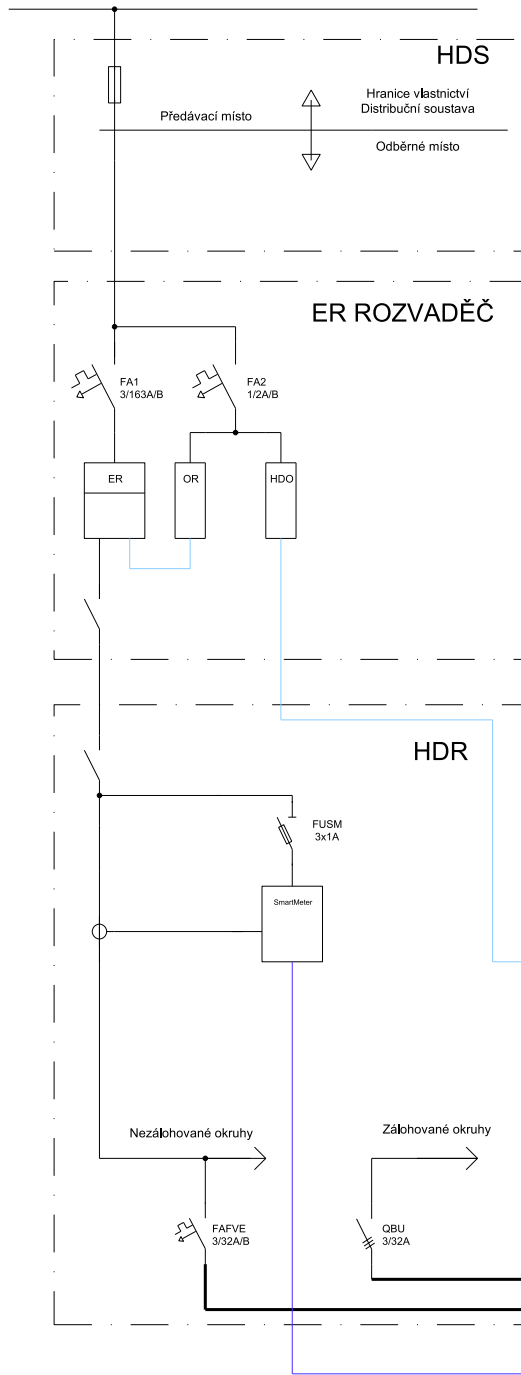 HDS
Hranice vlastnictví
Distribuční soustava
Předávací místo
Odběrné místo
ER ROZVADĚČ
FA1
3/163A/B
FA2
1/2A/B
ER
OR
HDO
HDR
FUSM
3x1A
SmartMeter
Nezálohované okruhy
Zálohované okruhy
FAFVE
3/32A/B
QBU
3/32A